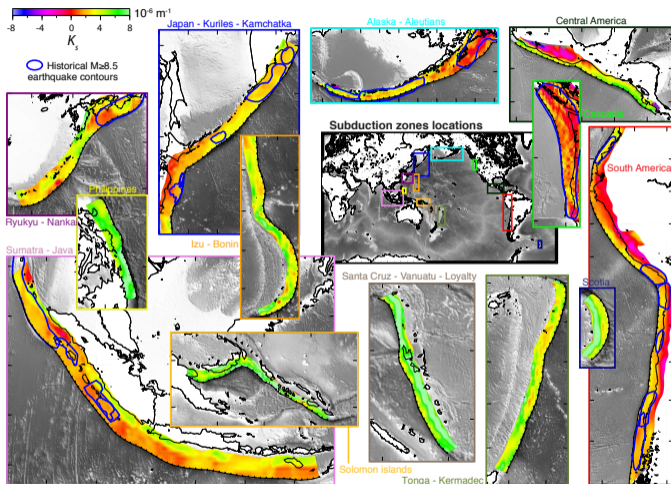 -8 -4 0 4 8 10⁻⁶ m⁻¹
Kₛ
Historical M≥8.5
earthquake contours
Japan - Kuriles - Kamchatka
Alaska - Aleutians
Central America
Cascadia
Subduction zones locations
South America
Philippines
Ryukyu - Nankai
Izu - Bonin
Sumatra - Java
Santa Cruz - Vanuatu - Loyalty
Scotia
Solomon islands
Tonga - Kermadec